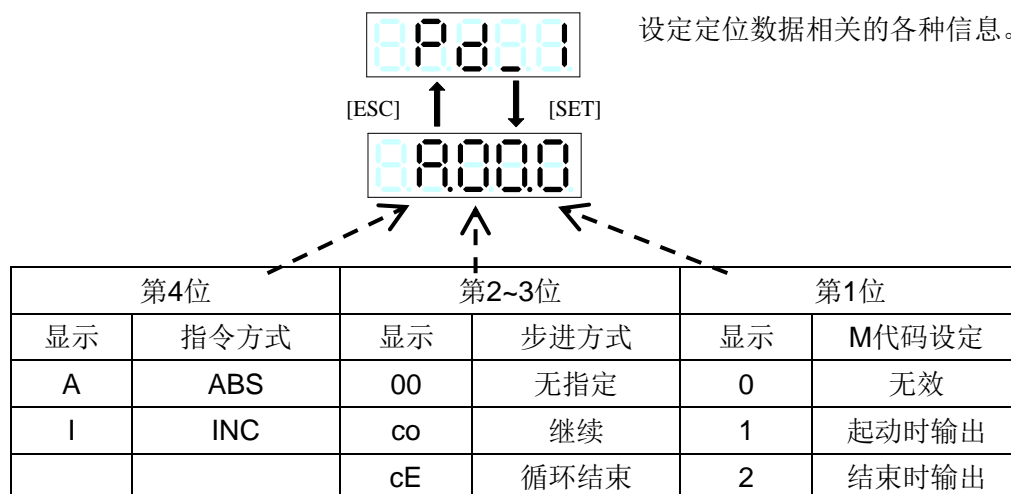 设定定位数据相关的各种信息。
Pd_1
[ESC] [SET]
A.00.0
第4位 第2~3位 第1位
显示 指令方式 显示 步进方式 显示 M代码设定
A ABS 00 无指定 0 无效
I INC co 继续 1 起动时输出
cE 循环结束 2 结束时输出